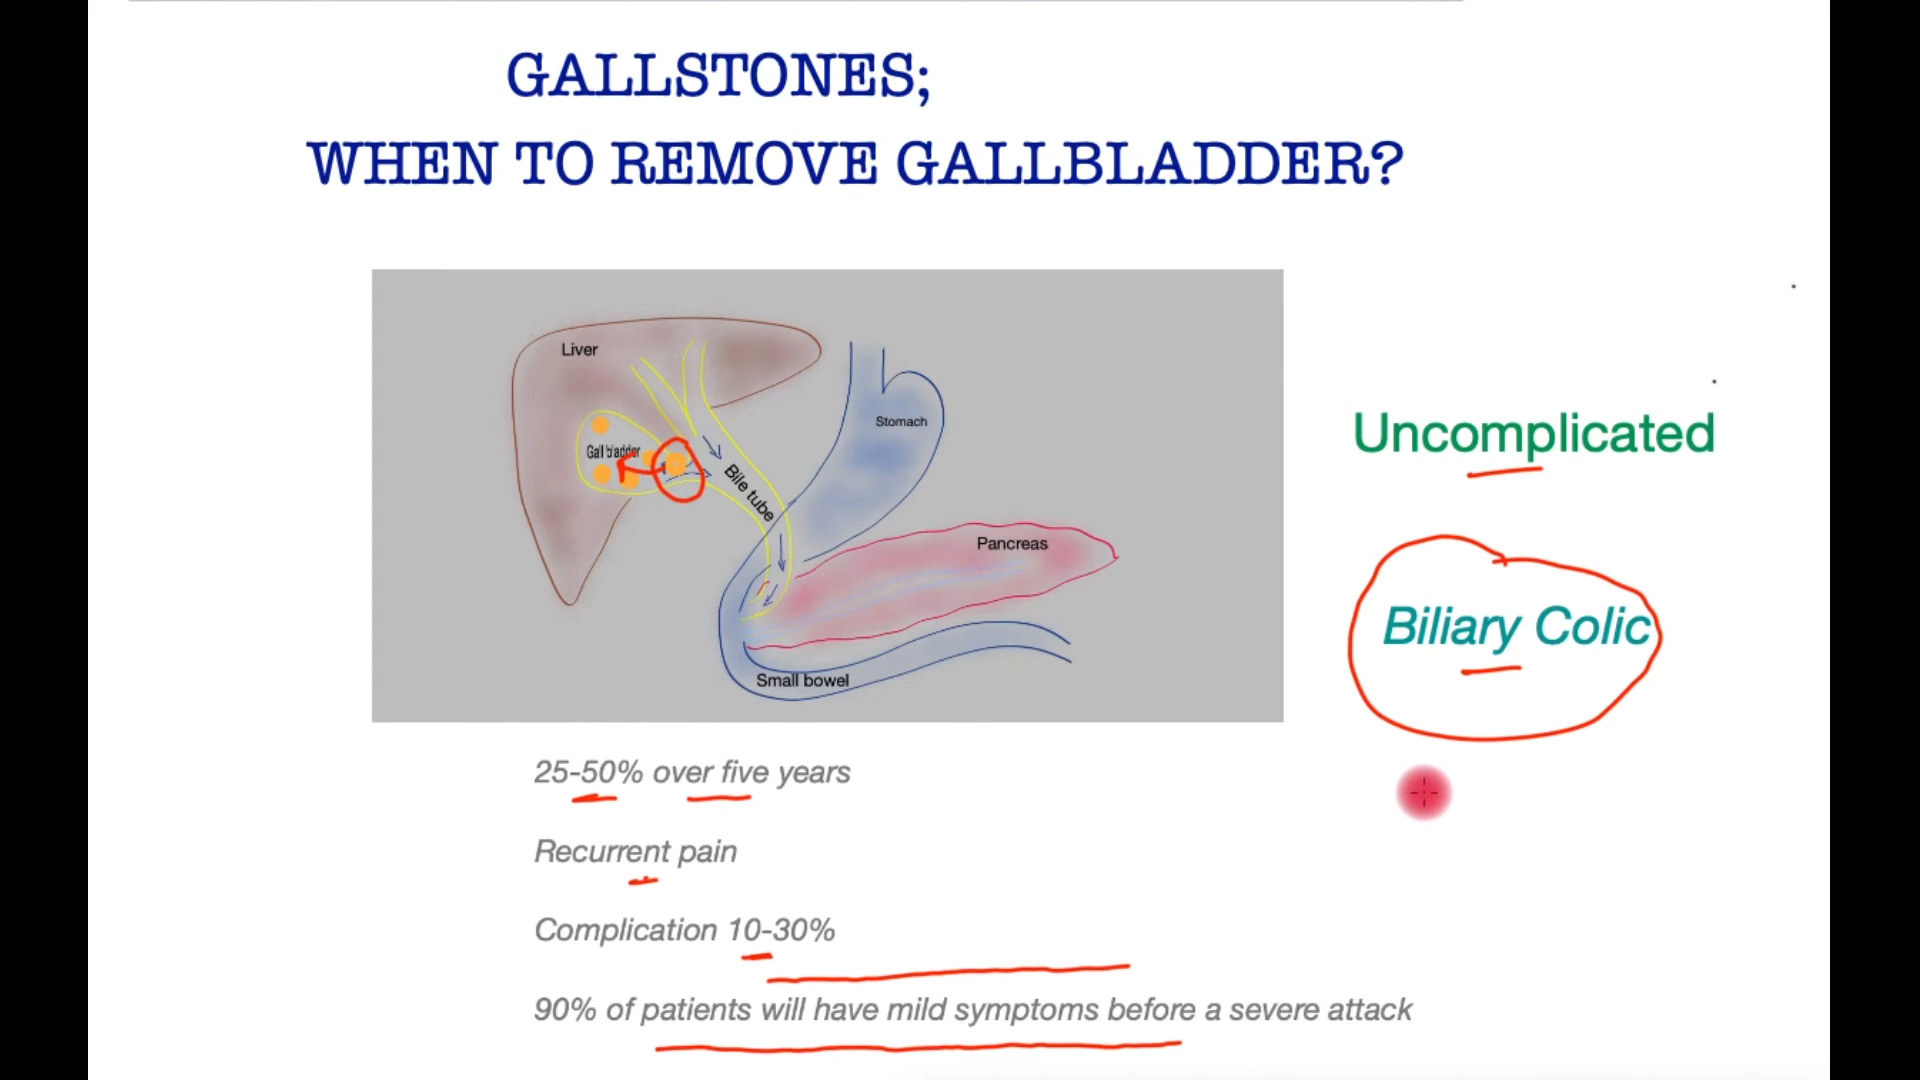 GALLSTONES;
WHEN TO REMOVE GALLBLADDER?
Liver
Stomach
Gall bladder
Bile tube
Pancreas
Small bowel
Uncomplicated
Biliary Colic
25-50% over five years
Recurrent pain
Complication 10-30%
90% of patients will have mild symptoms before a severe attack